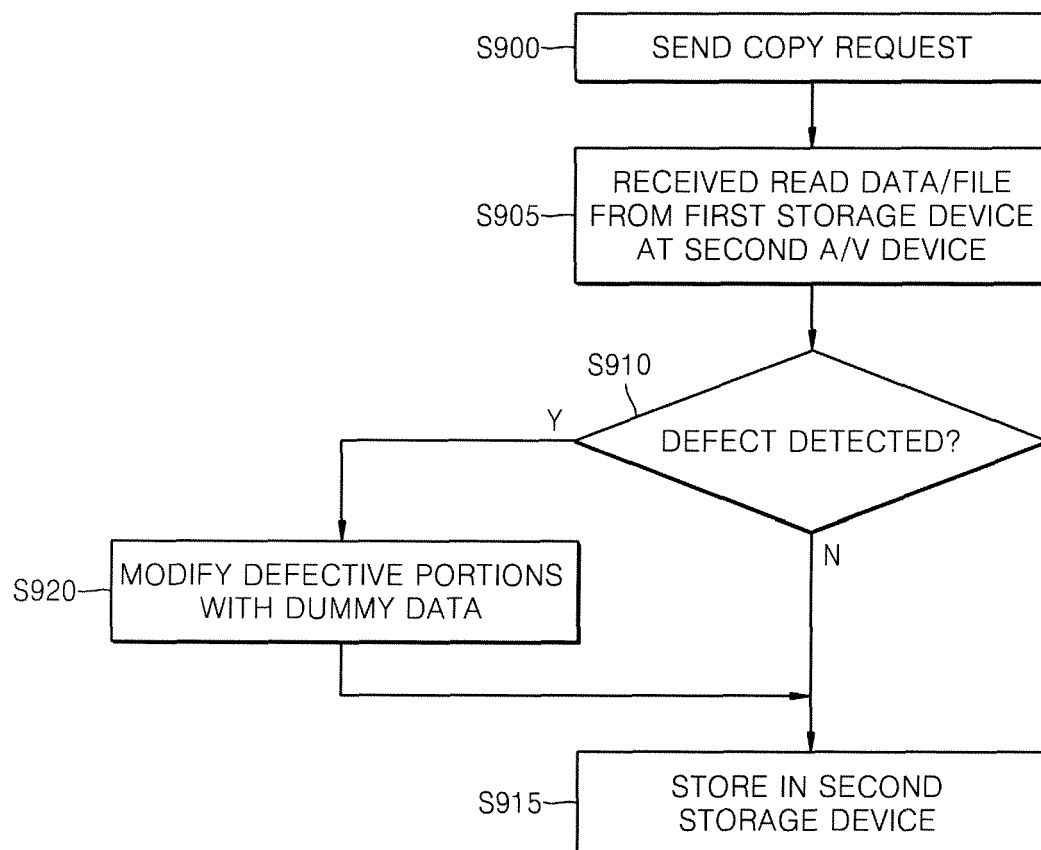 S900 SEND COPY REQUEST
RECEIVED READ DATA/FILE
S905 FROM FIRST STORAGE DEVICE
AT SECOND A/V DEVICE
S910
Y
DEFECT DETECTED?
N
MODIFY DEFECTIVE PORTIONS
S920 WITH DUMMY DATA
STORE IN SECOND
S915 STORAGE DEVICE